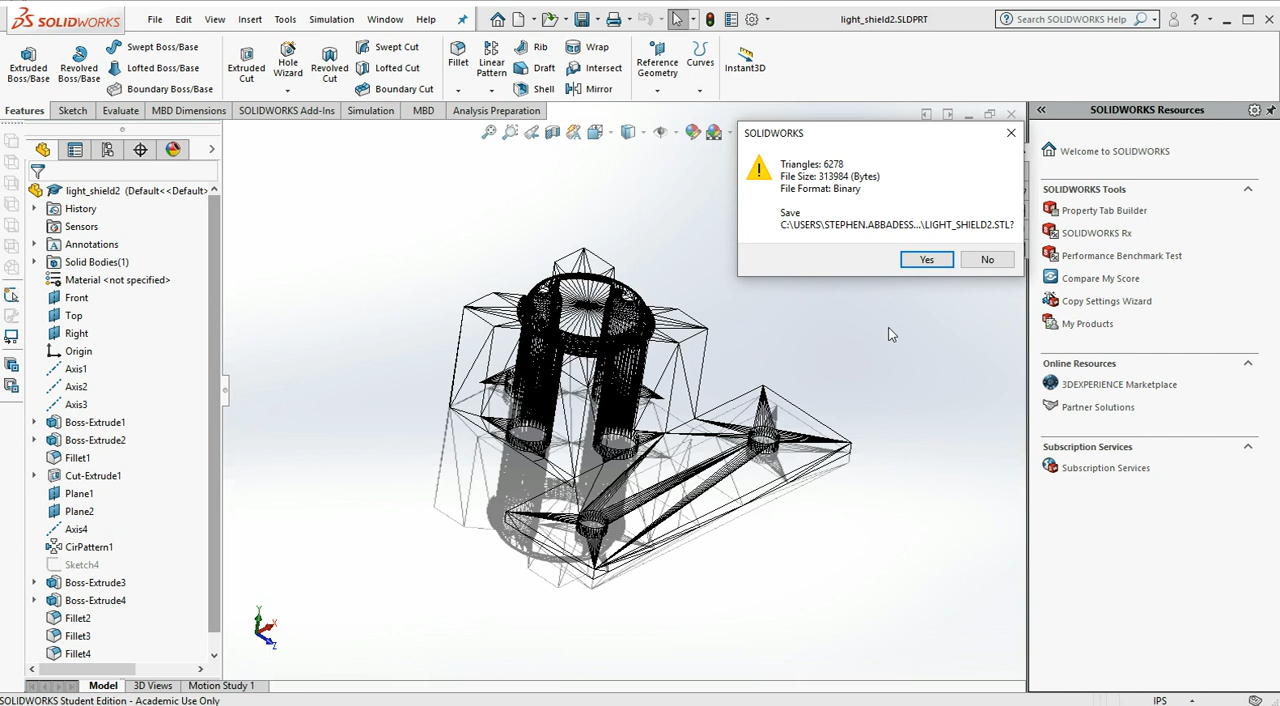 SOLIDWORKS
File Edit View Insert Tools Simulation Window Help
light_shield2.SLDPRT
Search SOLIDWORKS Help
?
Extruded Boss/Base
Revolved Boss/Base
Swept Boss/Base
Lofted Boss/Base
Boundary Boss/Base
Extruded Cut
Hole Wizard
Revolved Cut
Swept Cut
Lofted Cut
Boundary Cut
Fillet
Linear Pattern
Rib
Draft
Shell
Wrap
Intersect
Mirror
Reference Geometry
Curves
Instant3D
Features Sketch Evaluate MBD Dimensions SOLIDWORKS Add-Ins Simulation MBD Analysis Preparation
light_shield2 (Default<<Default>
History
Sensors
Annotations
Solid Bodies(1)
Material <not specified>
Front
Top
Right
Origin
Axis1
Axis2
Axis3
Boss-Extrude1
Boss-Extrude2
Fillet1
Cut-Extrude1
Plane1
Plane2
Axis4
CirPattern1
Sketch4
Boss-Extrude3
Boss-Extrude4
Fillet2
Fillet3
Fillet4
Y
X
Z
SOLIDWORKS
Triangles: 6278
File Size: 313984 (Bytes)
File Format: Binary
Save
C:\USERS\STEPHEN.ABBADESS...\LIGHT_SHIELD2.STL?
Yes No
SOLIDWORKS Resources
Welcome to SOLIDWORKS
SOLIDWORKS Tools
Property Tab Builder
SOLIDWORKS Rx
Performance Benchmark Test
Compare My Score
Copy Settings Wizard
My Products
Online Resources
3DEXPERIENCE Marketplace
Partner Solutions
Subscription Services
Subscription Services
Model 3D Views Motion Study 1
SOLIDWORKS Student Edition - Academic Use Only
IPS